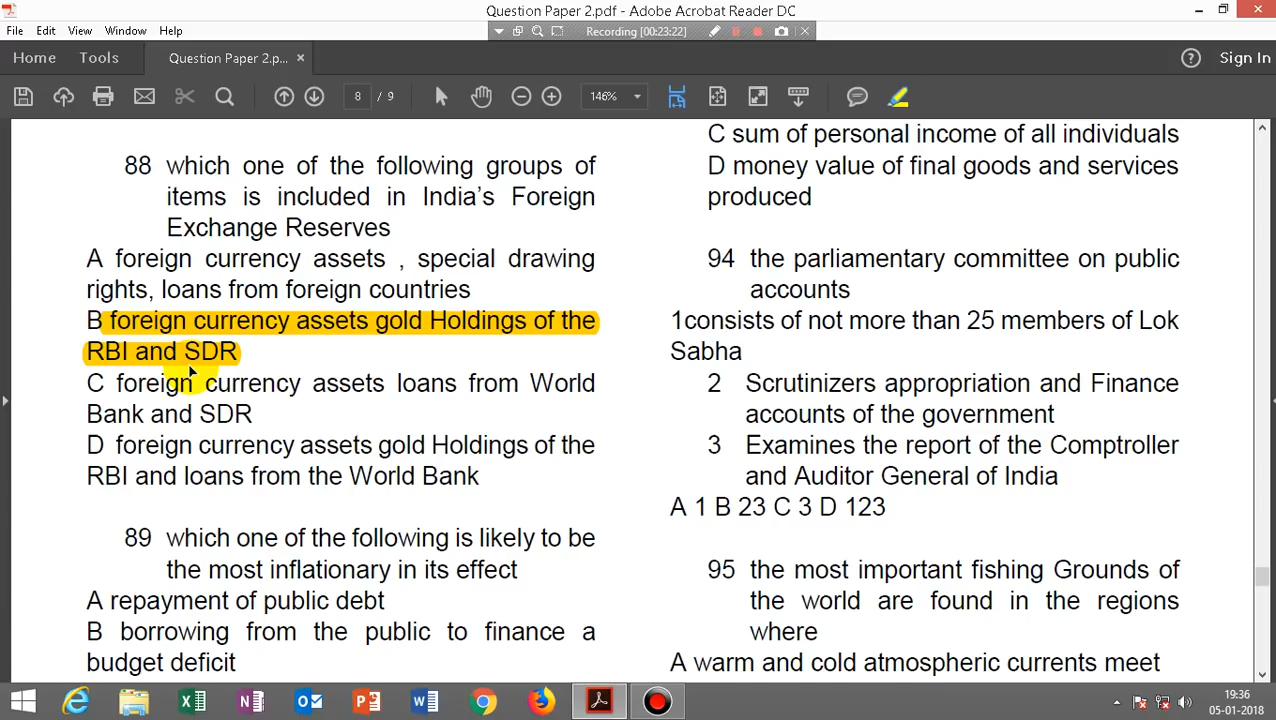 Question Paper 2.pdf - Adobe Acrobat Reader DC
File Edit View Window Help
Recording [00:23:22]
Home Tools Question Paper 2.p... × Sign In
8 / 9 146%
88 which one of the following groups of
items is included in India's Foreign
Exchange Reserves
A foreign currency assets , special drawing
rights, loans from foreign countries
B foreign currency assets gold Holdings of the
RBI and SDR
C foreign currency assets loans from World
Bank and SDR
D foreign currency assets gold Holdings of the
RBI and loans from the World Bank
89 which one of the following is likely to be
the most inflationary in its effect
A repayment of public debt
B borrowing from the public to finance a
budget deficit
C sum of personal income of all individuals
D money value of final goods and services
produced
94 the parliamentary committee on public
accounts
1consists of not more than 25 members of Lok
Sabha
2 Scrutinizers appropriation and Finance
accounts of the government
3 Examines the report of the Comptroller
and Auditor General of India
A 1 B 23 C 3 D 123
95 the most important fishing Grounds of
the world are found in the regions
where
A warm and cold atmospheric currents meet
19:36
05-01-2018